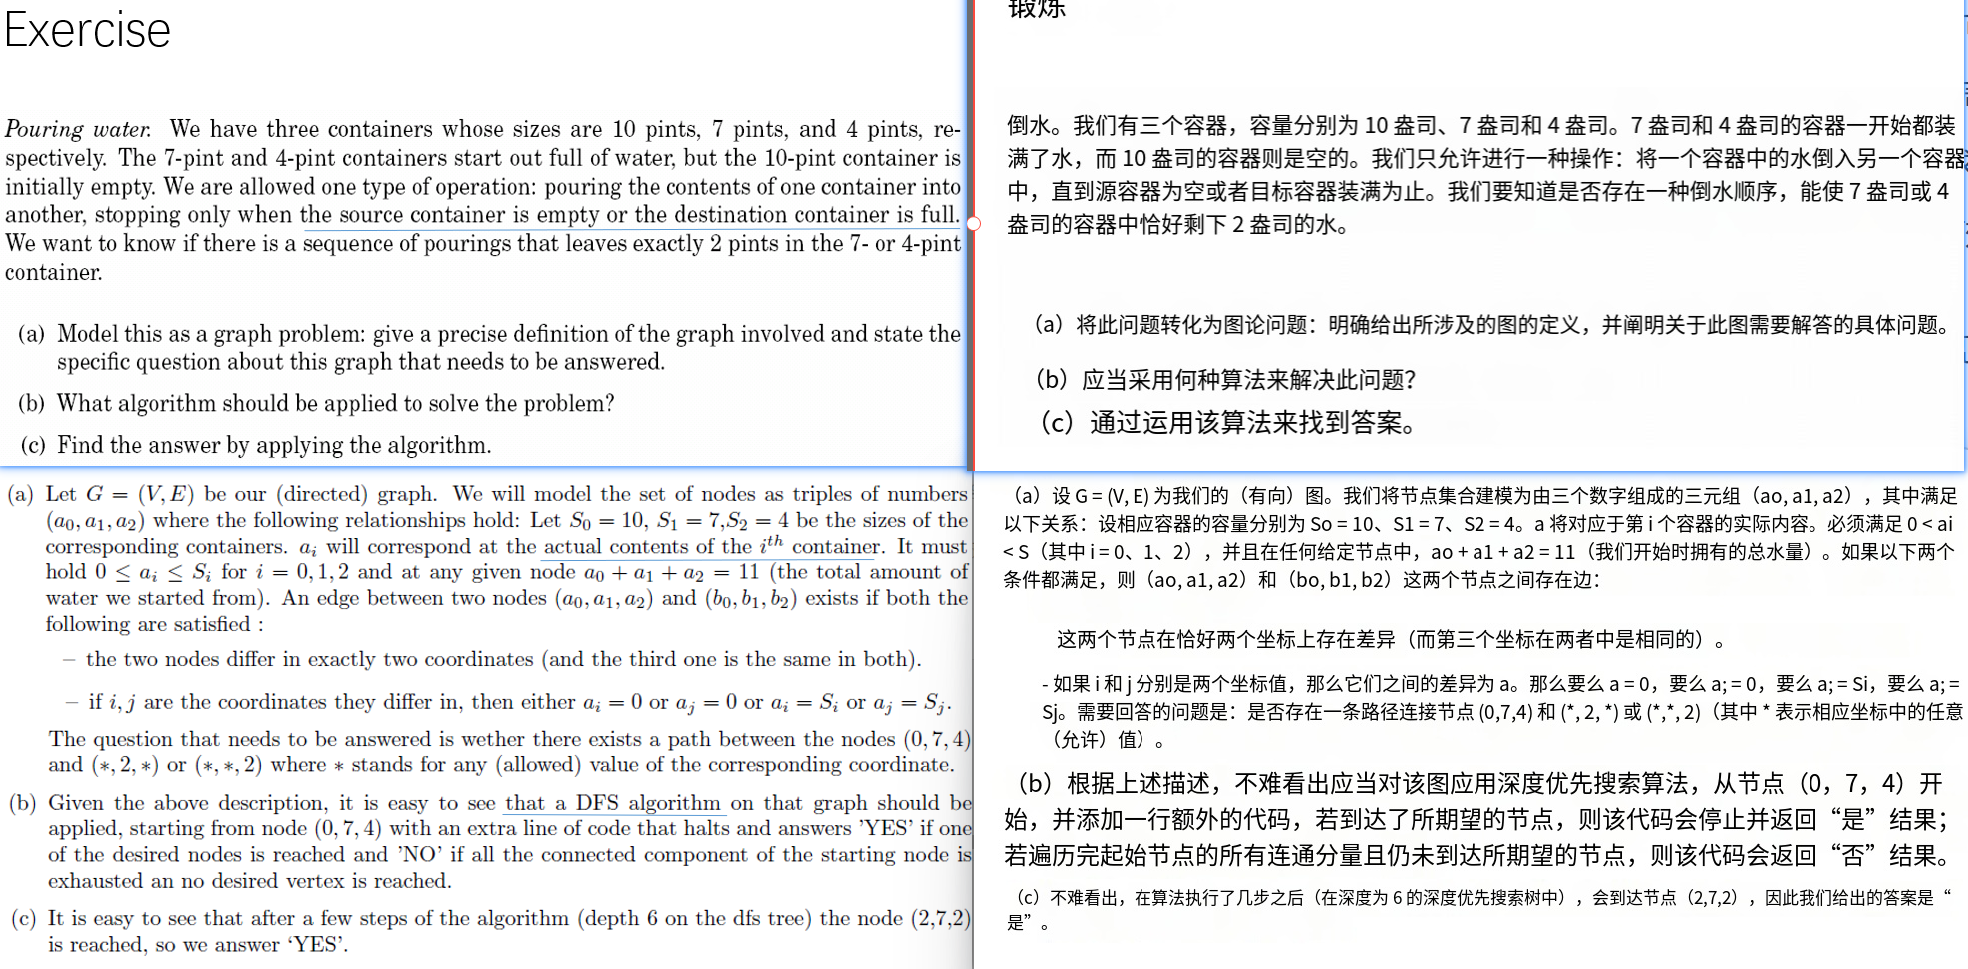 Exercise
Pouring water. We have three containers whose sizes are 10 pints, 7 pints, and 4 pints, re-
spectively. The 7-pint and 4-pint containers start out full of water, but the 10-pint container is
initially empty. We are allowed one type of operation: pouring the contents of one container into
another, stopping only when the source container is empty or the destination container is full.
We want to know if there is a sequence of pourings that leaves exactly 2 pints in the 7- or 4-pint
container.
(a) Model this as a graph problem: give a precise definition of the graph involved and state the
specific question about this graph that needs to be answered.
(b) What algorithm should be applied to solve the problem?
(c) Find the answer by applying the algorithm.
(a) Let G = (V, E) be our (directed) graph. We will model the set of nodes as triples of numbers
(a₀, a₁, a₂) where the following relationships hold: Let S₀ = 10, S₁ = 7,S₂ = 4 be the sizes of the
corresponding containers. aᵢ will correspond at the actual contents of the iᵗʰ container. It must
hold 0 ≤ aᵢ ≤ Sᵢ for i = 0, 1, 2 and at any given node a₀ + a₁ + a₂ = 11 (the total amount of
water we started from). An edge between two nodes (a₀, a₁, a₂) and (b₀, b₁, b₂) exists if both the
following are satisfied :
– the two nodes differ in exactly two coordinates (and the third one is the same in both).
– if i, j are the coordinates they differ in, then either aᵢ = 0 or aⱼ = 0 or aᵢ = Sᵢ or aⱼ = Sⱼ.
The question that needs to be answered is wether there exists a path between the nodes (0, 7, 4)
and (∗, 2, ∗) or (∗, ∗, 2) where ∗ stands for any (allowed) value of the corresponding coordinate.
(b) Given the above description, it is easy to see that a DFS algorithm on that graph should be
applied, starting from node (0, 7, 4) with an extra line of code that halts and answers ’YES’ if one
of the desired nodes is reached and ’NO’ if all the connected component of the starting node is
exhausted an no desired vertex is reached.
(c) It is easy to see that after a few steps of the algorithm (depth 6 on the dfs tree) the node (2,7,2)
is reached, so we answer ‘YES’.
锻炼
倒水。我们有三个容器，容量分别为 10 盎司、7 盎司和 4 盎司。7 盎司和 4 盎司的容器一开始都装
满了水，而 10 盎司的容器则是空的。我们只允许进行一种操作：将一个容器中的水倒入另一个容器
中，直到源容器为空或者目标容器装满为止。我们要知道是否存在一种倒水顺序，能使 7 盎司或 4
盎司的容器中恰好剩下 2 盎司的水。
（a）将此问题转化为图论问题：明确给出所涉及的图的定义，并阐明关于此图需要解答的具体问题。
（b）应当采用何种算法来解决此问题？
（c）通过运用该算法来找到答案。
（a）设 G = (V, E) 为我们的（有向）图。我们将节点集合建模为由三个数字组成的三元组（ao, a1, a2），其中满足
以下关系：设相应容器的容量分别为 So = 10、S1 = 7、S2 = 4。a 将对应于第 i 个容器的实际内容。必须满足 0 < ai
< S（其中 i = 0、1、2），并且在任何给定节点中，ao + a1 + a2 = 11（我们开始时拥有的总水量）。如果以下两个
条件都满足，则（ao, a1, a2）和（bo, b1, b2）这两个节点之间存在边：
这两个节点在恰好两个坐标上存在差异（而第三个坐标在两者中是相同的）。
- 如果 i 和 j 分别是两个坐标值，那么它们之间的差异为 a。那么要么 a = 0，要么 a; = 0，要么 a; = Si，要么 a; =
Sj。需要回答的问题是：是否存在一条路径连接节点 (0,7,4) 和 (*, 2, *) 或 (*,*, 2)（其中 * 表示相应坐标中的任意
（允许）值）。
（b）根据上述描述，不难看出应当对该图应用深度优先搜索算法，从节点（0，7，4）开
始，并添加一行额外的代码，若到达了所期望的节点，则该代码会停止并返回“是”结果；
若遍历完起始节点的所有连通分量且仍未到达所期望的节点，则该代码会返回“否”结果。
（c）不难看出，在算法执行了几步之后（在深度为 6 的深度优先搜索树中），会到达节点（2,7,2），因此我们给出的答案是“
是”。